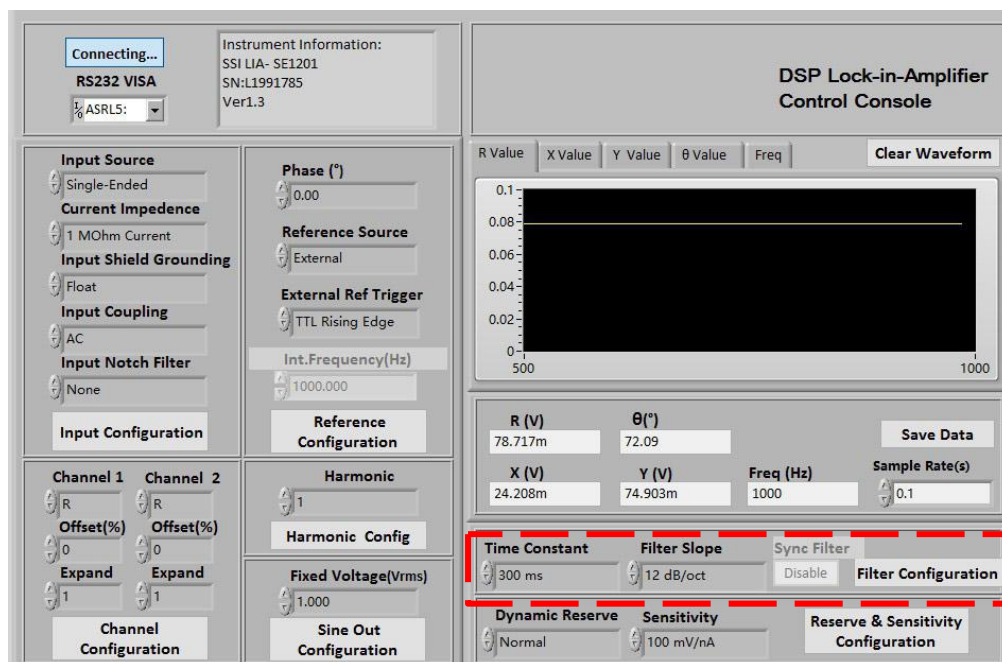 Connecting...
RS232 VISA
ASRL5:
Instrument Information:
SSI LIA- SE1201
SN:L1991785
Ver1.3
DSP Lock-in-Amplifier
Control Console
Input Source
Single-Ended
Current Impedence
1 MOhm Current
Input Shield Grounding
Float
Input Coupling
AC
Input Notch Filter
None
Input Configuration
Phase (°)
0.00
Reference Source
External
External Ref Trigger
TTL Rising Edge
Int.Frequency(Hz)
1000.000
Reference
Configuration
R Value X Value Y Value θ Value Freq
Clear Waveform
0.1
0.08
0.06
0.04
0.02
0
500 1000
R (V) θ(°)
78.717m 72.09
Save Data
X (V) Y (V) Freq (Hz) Sample Rate(s)
24.208m 74.903m 1000 0.1
Channel 1 Channel 2
R R
Offset(%) Offset(%)
0 0
Expand Expand
1 1
Channel
Configuration
Harmonic
1
Harmonic Config
Fixed Voltage(Vrms)
1.000
Sine Out
Configuration
Time Constant Filter Slope Sync Filter
300 ms 12 dB/oct Disable Filter Configuration
Dynamic Reserve Sensitivity
Normal 100 mV/nA
Reserve & Sensitivity
Configuration